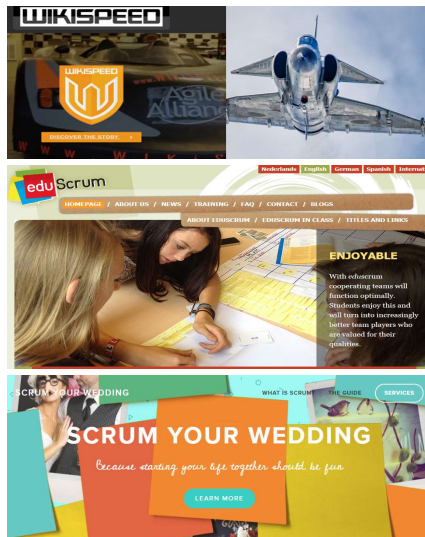 WIKISPEED
WIKISPEED
Agile
Alliance
DISCOVER THE STORY
Nederlands English German Spanish Internat
eduScrum
HOMEPAGE / ABOUT US / NEWS / TRAINING / FAQ / CONTACT / BLOGS
ABOUT EDUSCRUM / EDUSCRUM IN CLASS / TITLES AND LINKS
ENJOYABLE
With eduscrum
cooperating teams will
function optimally.
Students enjoy this and
will turn into increasingly
better team players who
are valued for their
qualities.
SCRUM YOUR WEDDING
WHAT IS SCRUM? THE GUIDE SERVICES
SCRUM YOUR WEDDING
Because starting your life together should be fun
LEARN MORE